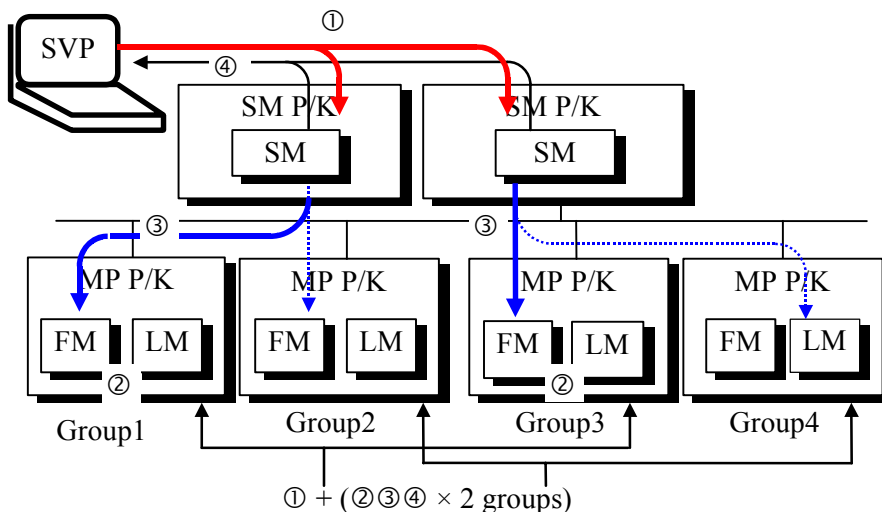 ①
SVP
④
SM P/K
SM P/K
SM
SM
③
③
MP P/K
MP P/K
MP P/K
MP P/K
FM
LM
FM
LM
FM
LM
FM
LM
②
②
Group1
Group2
Group3
Group4
① + (②③④ × 2 groups)